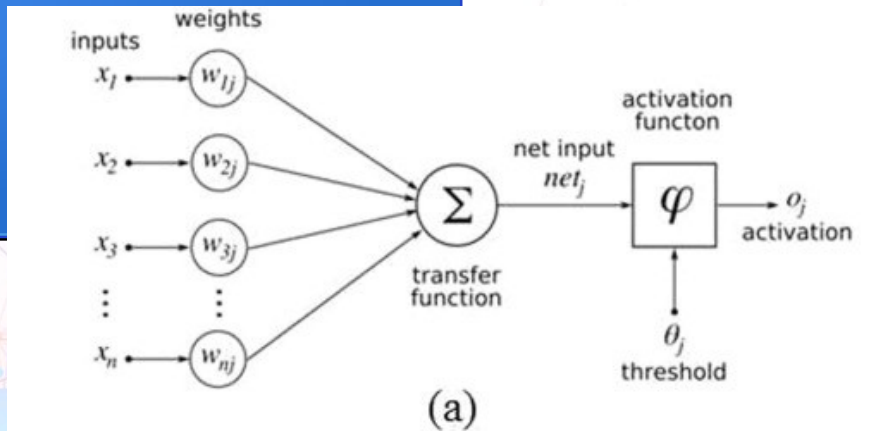 weights
inputs
x₁
w₁ⱼ
x₂
w₂ⱼ
x₃
w₃ⱼ
⋮ ⋮
xₙ
wₙⱼ
Σ
transfer
function
net input
netⱼ
activation
functon
φ
oⱼ
activation
θⱼ
threshold
(a)